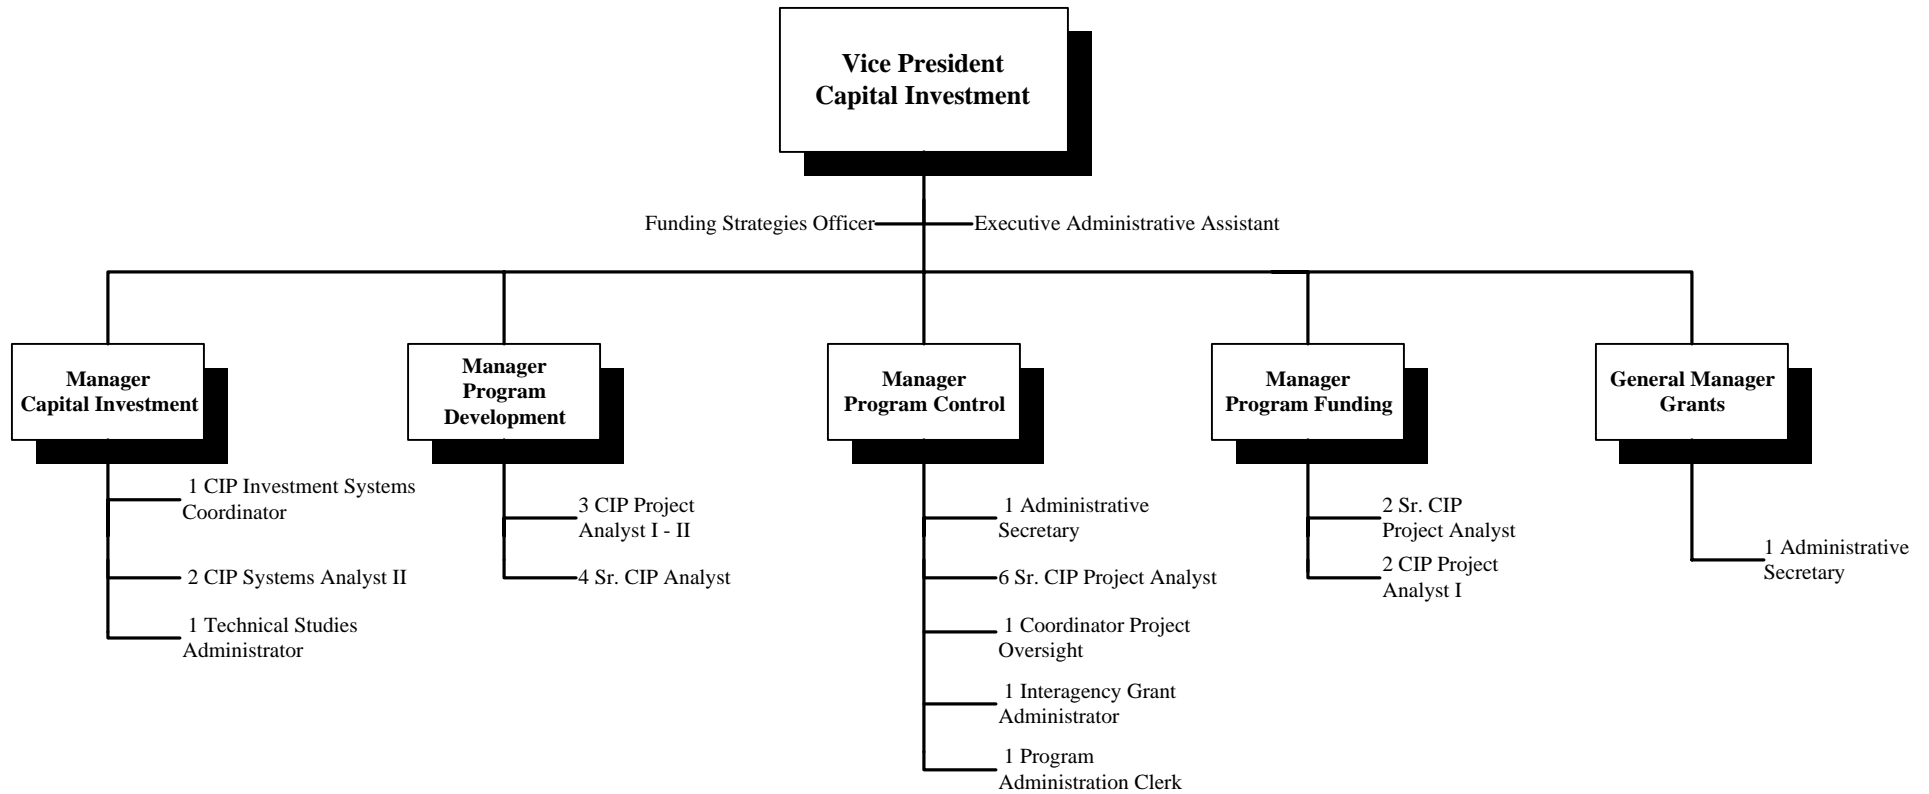 Vice President
Capital Investment
Funding Strategies Officer
Executive Administrative Assistant
Manager
Capital Investment
Manager
Program
Development
Manager
Program Control
Manager
Program Funding
General Manager
Grants
1 CIP Investment Systems
Coordinator
2 CIP Systems Analyst II
1 Technical Studies
Administrator
3 CIP Project
Analyst I - II
4 Sr. CIP Analyst
1 Administrative
Secretary
6 Sr. CIP Project Analyst
1 Coordinator Project
Oversight
1 Interagency Grant
Administrator
1 Program
Administration Clerk
2 Sr. CIP
Project Analyst
2 CIP Project
Analyst I
1 Administrative
Secretary